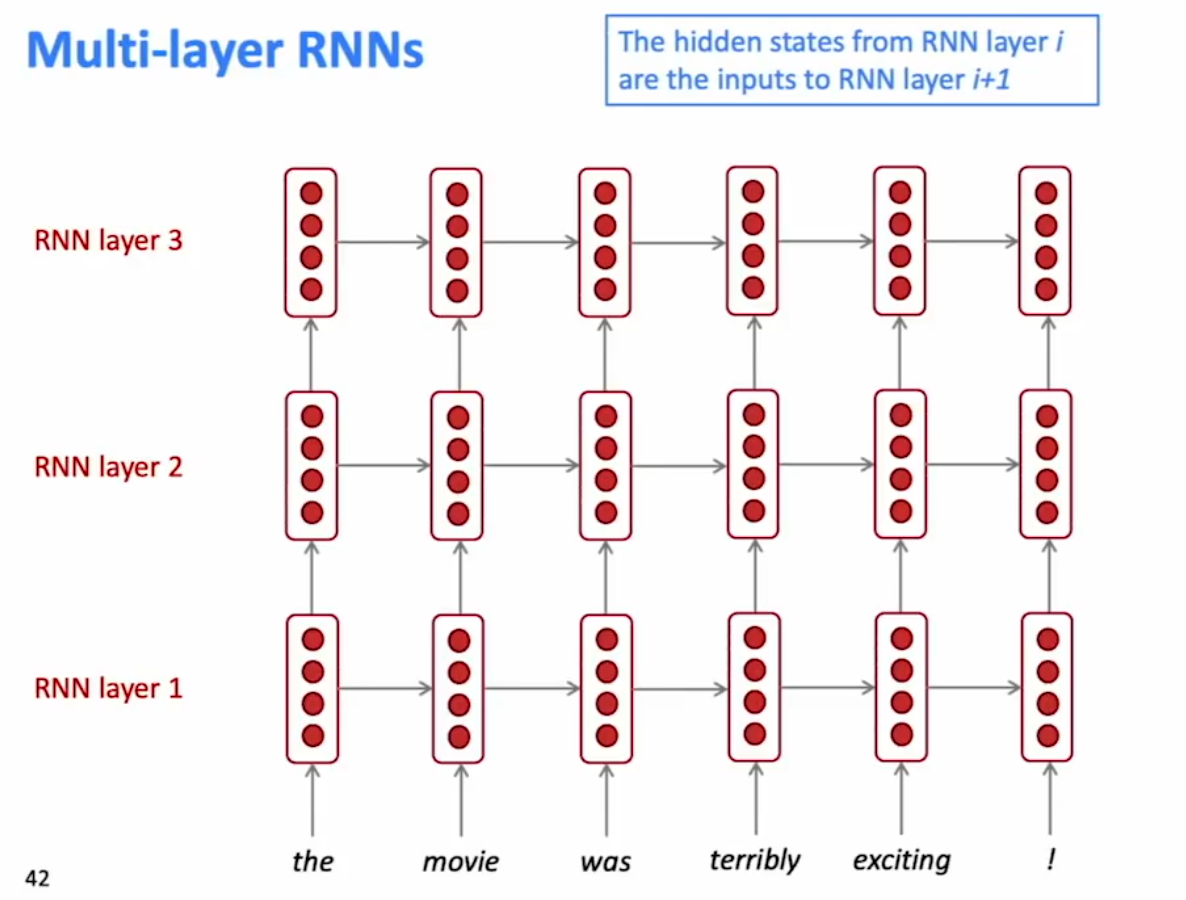 Multi-layer RNNs
The hidden states from RNN layer i
are the inputs to RNN layer i+1
RNN layer 3
RNN layer 2
RNN layer 1
the movie was terribly exciting !
42